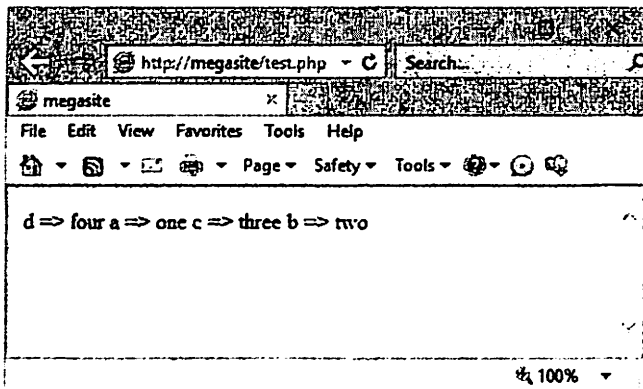 http://megasite/test.php
Search...
megasite
File Edit View Favorites Tools Help
Page Safety Tools
d => four a => one c => three b => two
100%